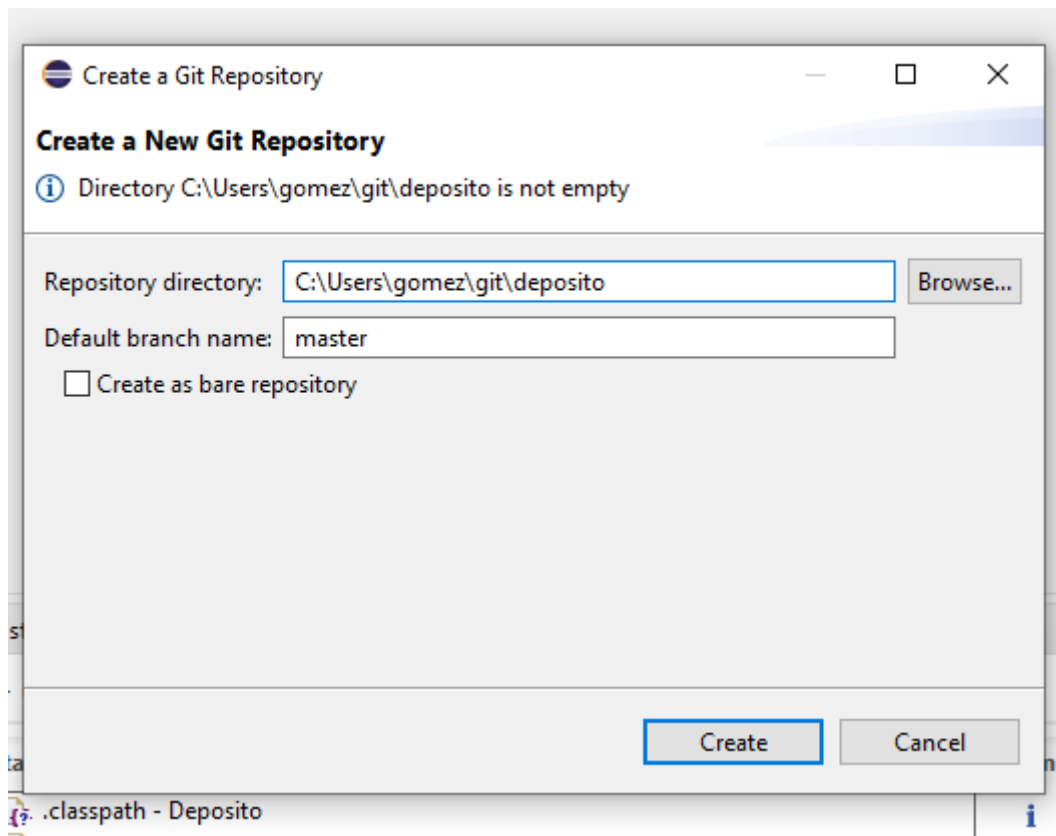 Create a Git Repository
Create a New Git Repository
Directory C:\Users\gomez\git\deposito is not empty
Repository directory: C:\Users\gomez\git\deposito Browse...
Default branch name: master
Create as bare repository
Create Cancel
.classpath - Deposito